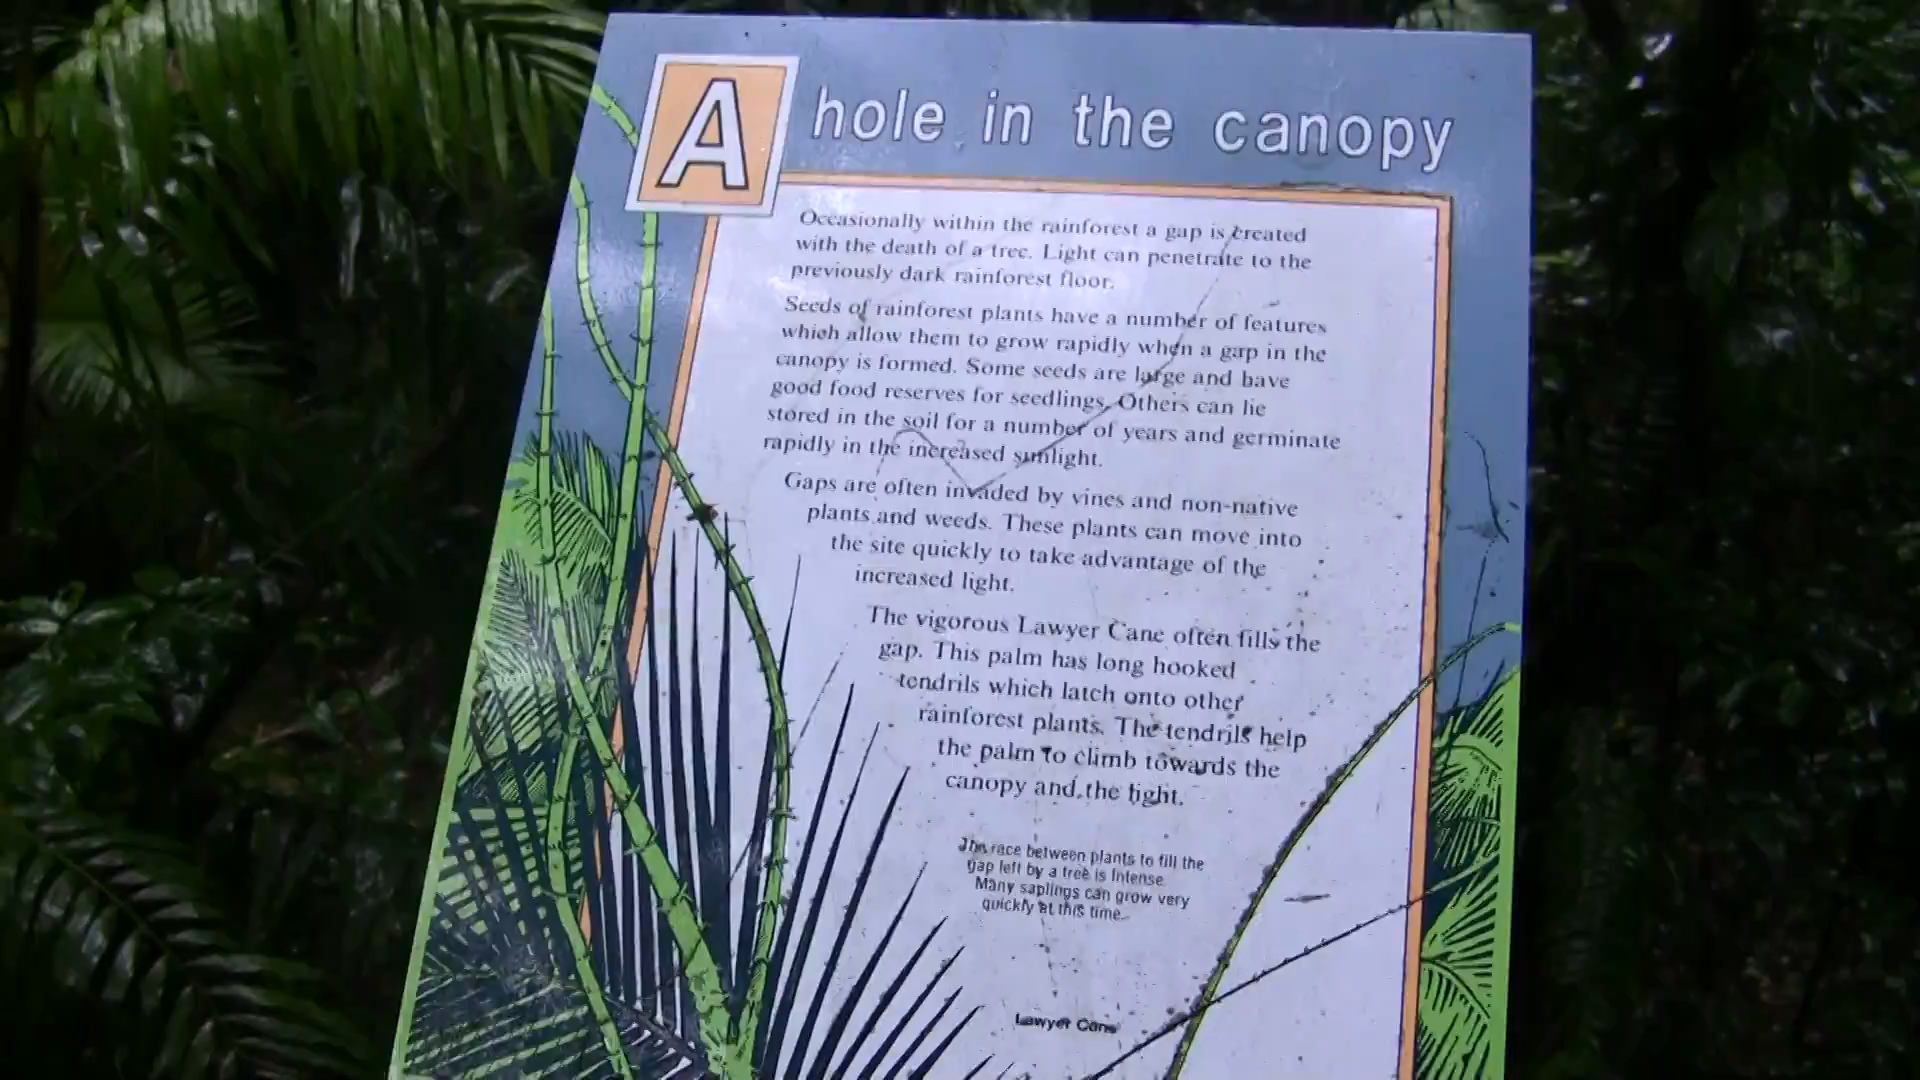 A hole in the canopy
Occasionally within the rainforest a gap is created
with the death of a tree. Light can penetrate to the
previously dark rainforest floor.
Seeds of rainforest plants have a number of features
which allow them to grow rapidly when a gap in the
canopy is formed. Some seeds are large and have
good food reserves for seedlings. Others can lie
stored in the soil for a number of years and germinate
rapidly in the increased sunlight.
Gaps are often invaded by vines and non-native
plants and weeds. These plants can move into
the site quickly to take advantage of the
increased light.
The vigorous Lawyer Cane often fills the
gap. This palm has long hooked
tendrils which latch onto other
rainforest plants. The tendrils help
the palm to climb towards the
canopy and the light.
The race between plants to fill the
gap left by a tree is intense.
Many saplings can grow very
quickly at this time.
Lawyer Cane